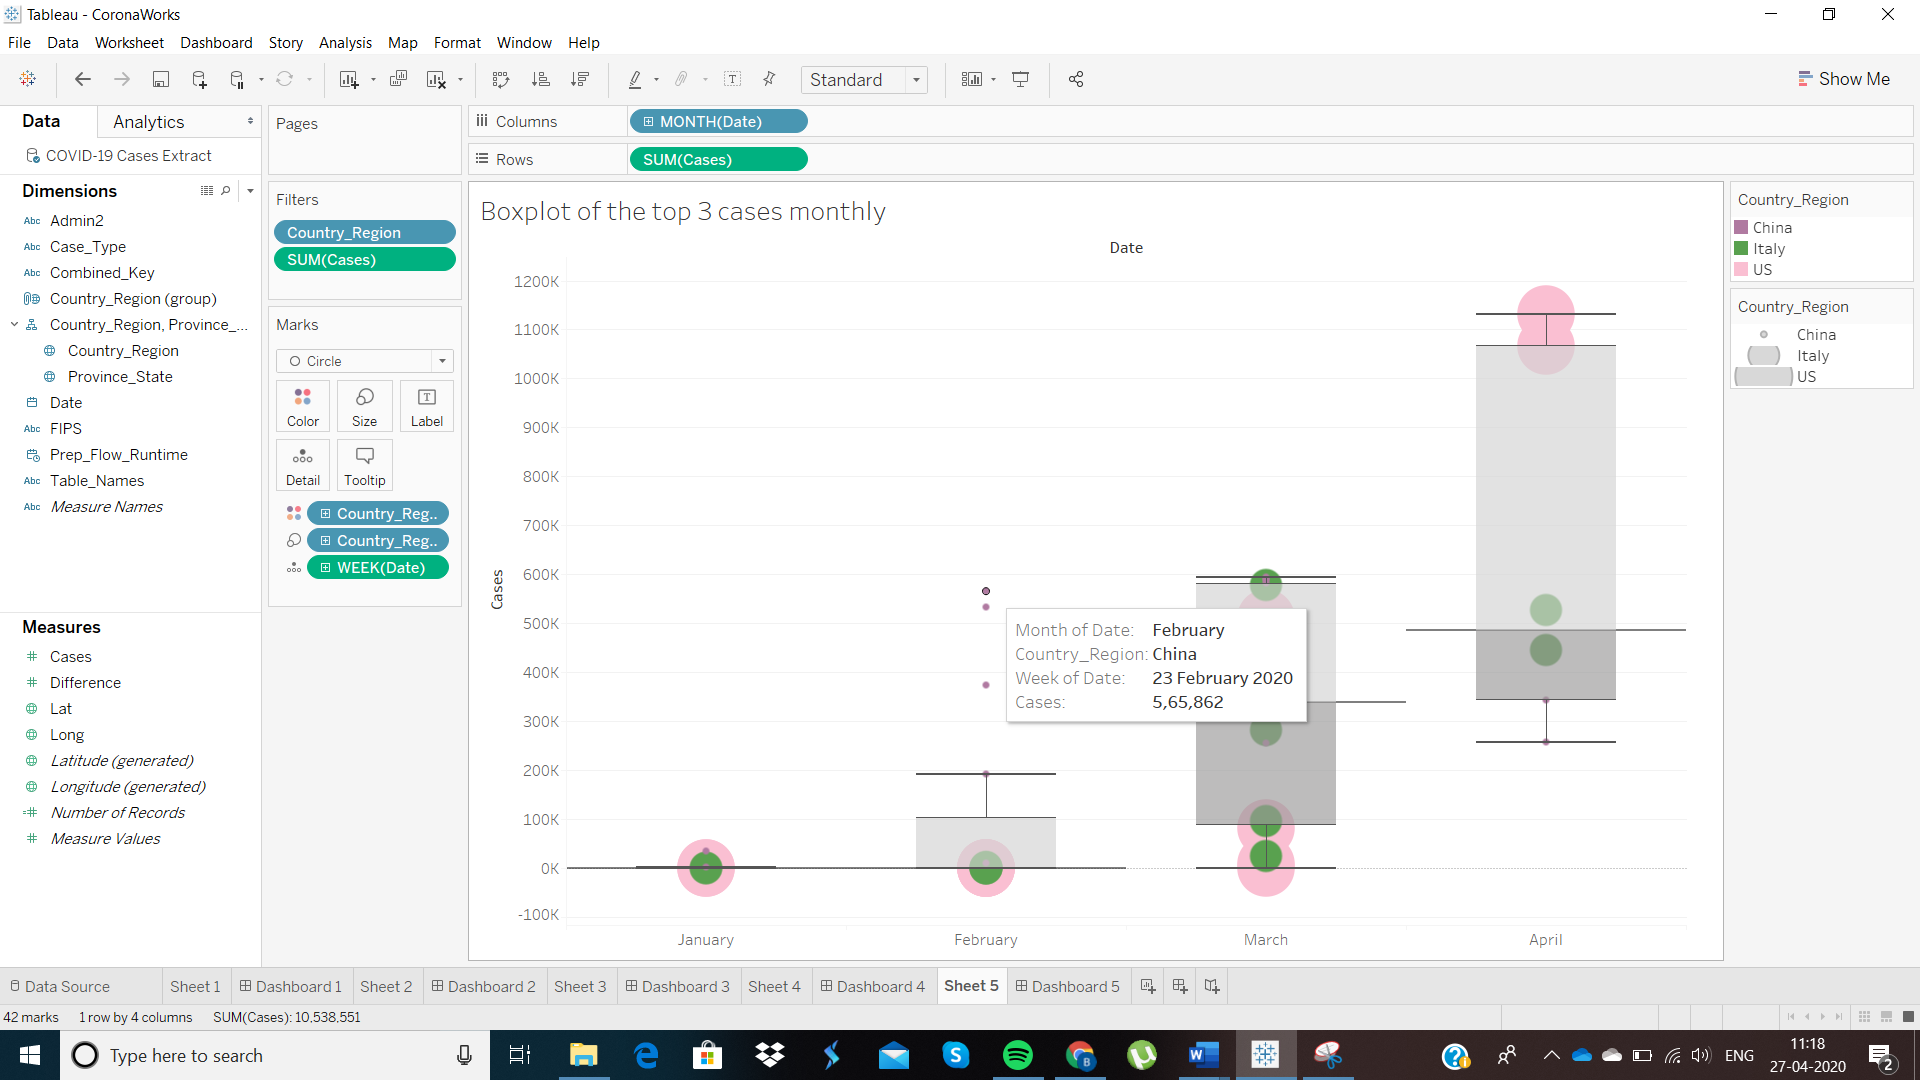 Tableau - CoronaWorks
File Data Worksheet Dashboard Story Analysis Map Format Window Help
Standard
Show Me
Data
Analytics
COVID-19 Cases Extract
Dimensions
Abc Admin2
Abc Case_Type
Abc Combined_Key
Country_Region (group)
Country_Region, Province_...
Country_Region
Province_State
Date
Abc FIPS
Prep_Flow_Runtime
Abc Table_Names
Abc Measure Names
Measures
Cases
Difference
Lat
Long
Latitude (generated)
Longitude (generated)
Number of Records
Measure Values
Pages
Filters
Country_Region
SUM(Cases)
Marks
Circle
Color
Size
Label
Detail
Tooltip
Country_Reg..
Country_Reg..
WEEK(Date)
Columns
MONTH(Date)
Rows
SUM(Cases)
Boxplot of the top 3 cases monthly
Date
Cases
1200K
1100K
1000K
900K
800K
700K
600K
500K
400K
300K
200K
100K
0K
-100K
January
February
March
April
Month of Date: February
Country_Region: China
Week of Date: 23 February 2020
Cases: 5,65,862
Country_Region
China
Italy
US
Country_Region
China
Italy
US
Data Source
Sheet 1
Dashboard 1
Sheet 2
Dashboard 2
Sheet 3
Dashboard 3
Sheet 4
Dashboard 4
Sheet 5
Dashboard 5
42 marks
1 row by 4 columns
SUM(Cases): 10,538,551
Type here to search
ENG
11:18
27-04-2020
2